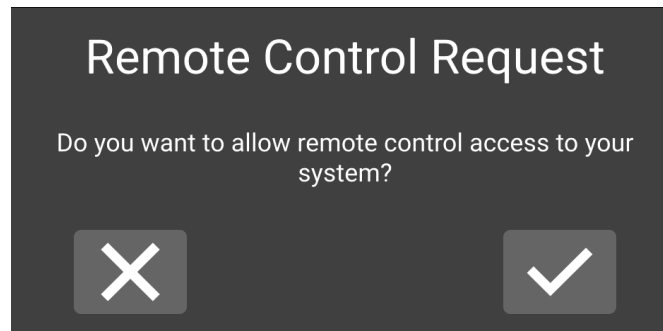 Remote Control Request
Do you want to allow remote control access to your
system?